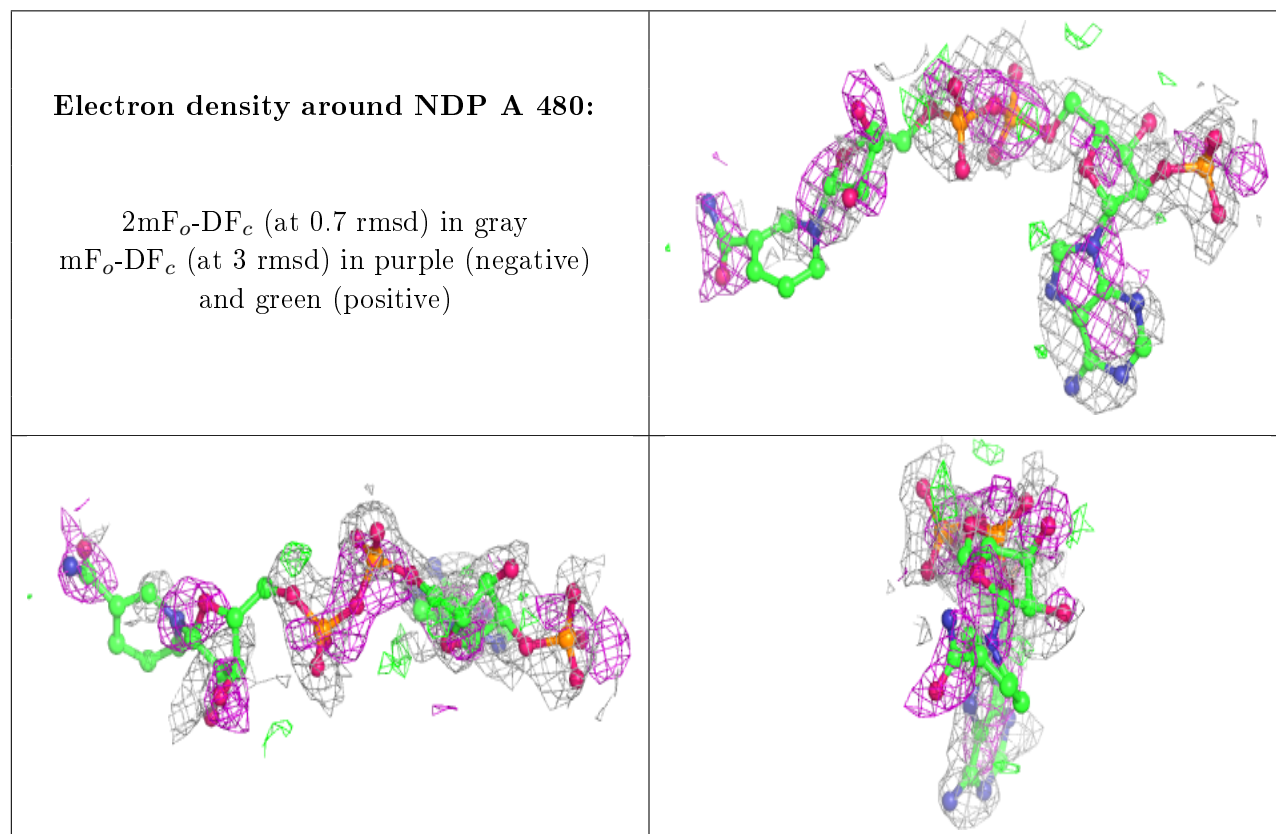 Electron density around NDP A 480:
2mFo-DFc (at 0.7 rmsd) in gray
mFo-DFc (at 3 rmsd) in purple (negative)
and green (positive)